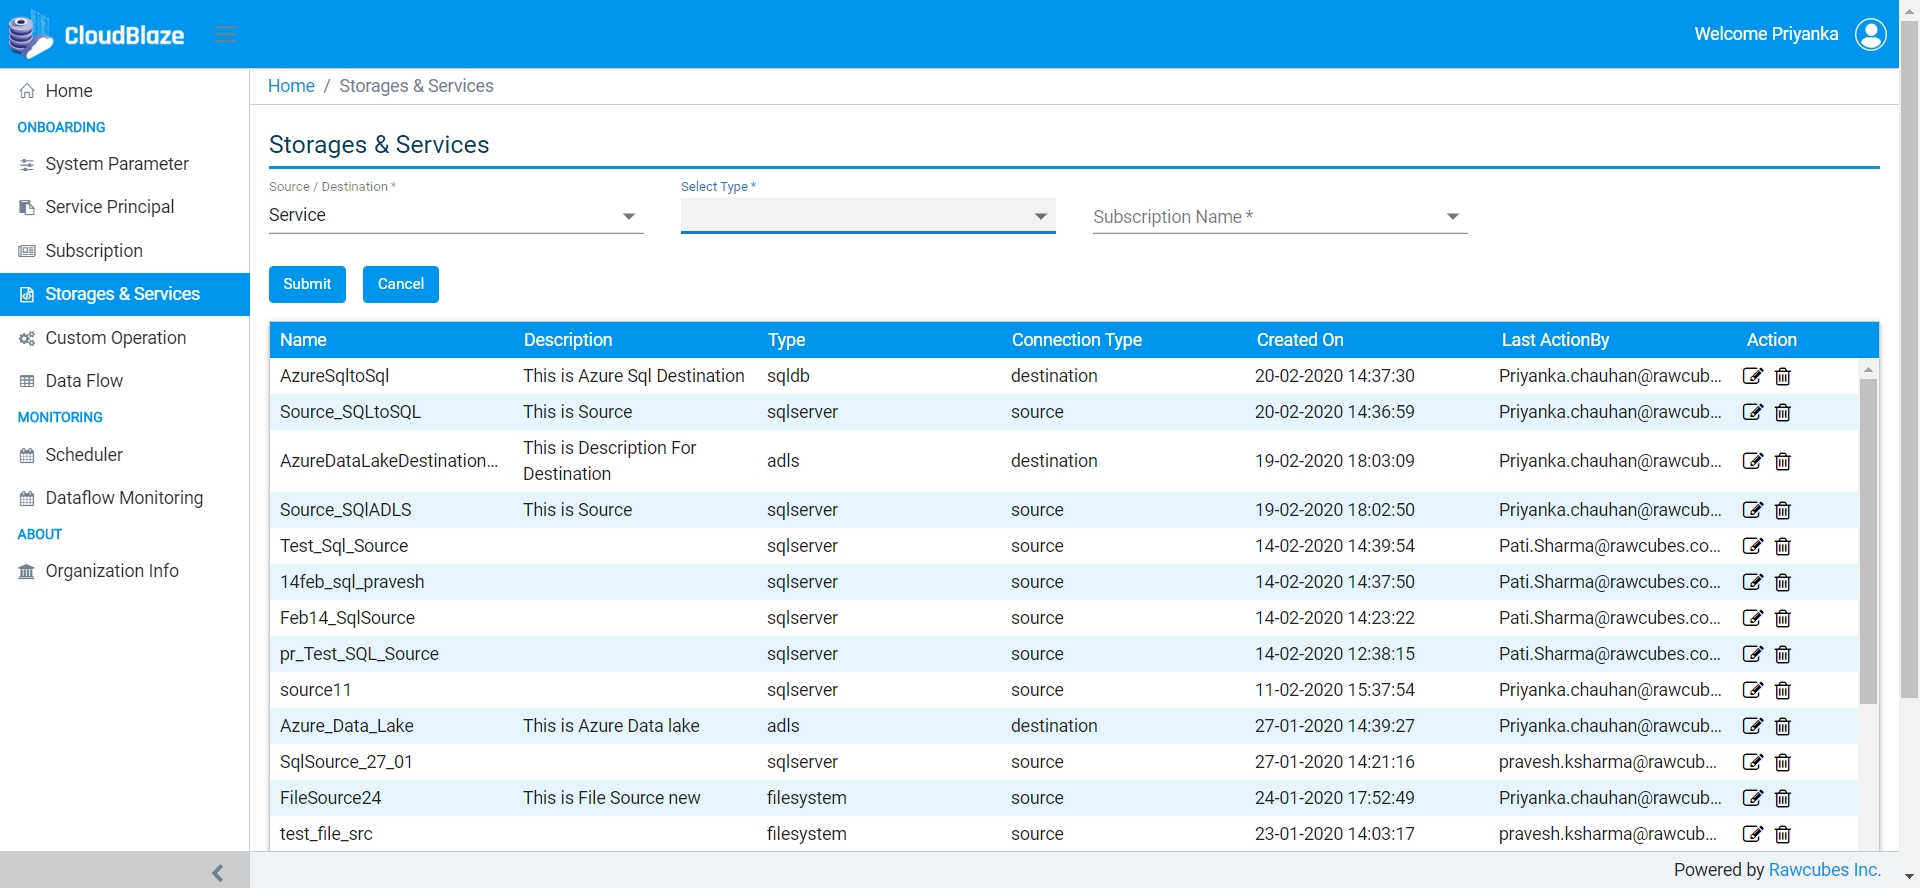 CloudBlaze
Welcome Priyanka
Home
ONBOARDING
System Parameter
Service Principal
Subscription
Storages & Services
Custom Operation
Data Flow
MONITORING
Scheduler
Dataflow Monitoring
ABOUT
Organization Info
Home / Storages & Services
Storages & Services
Source / Destination * Select Type *
Service Subscription Name *
Submit Cancel
Name Description Type Connection Type Created On Last ActionBy Action
AzureSqltoSql This is Azure Sql Destination sqldb destination 20-02-2020 14:37:30 Priyanka.chauhan@rawcub...
Source_SQLtoSQL This is Source sqlserver source 20-02-2020 14:36:59 Priyanka.chauhan@rawcub...
AzureDataLakeDestination... This is Description For Destination adls destination 19-02-2020 18:03:09 Priyanka.chauhan@rawcub...
Source_SQlADLS This is Source sqlserver source 19-02-2020 18:02:50 Priyanka.chauhan@rawcub...
Test_Sql_Source sqlserver source 14-02-2020 14:39:54 Pati.Sharma@rawcubes.co...
14feb_sql_pravesh sqlserver source 14-02-2020 14:37:50 Pati.Sharma@rawcubes.co...
Feb14_SqlSource sqlserver source 14-02-2020 14:23:22 Pati.Sharma@rawcubes.co...
pr_Test_SQL_Source sqlserver source 14-02-2020 12:38:15 Pati.Sharma@rawcubes.co...
source11 sqlserver source 11-02-2020 15:37:54 Priyanka.chauhan@rawcub...
Azure_Data_Lake This is Azure Data lake adls destination 27-01-2020 14:39:27 Priyanka.chauhan@rawcub...
SqlSource_27_01 sqlserver source 27-01-2020 14:21:16 pravesh.ksharma@rawcub...
FileSource24 This is File Source new filesystem source 24-01-2020 17:52:49 Priyanka.chauhan@rawcub...
test_file_src filesystem source 23-01-2020 14:03:17 pravesh.ksharma@rawcub...
Powered by Rawcubes Inc.